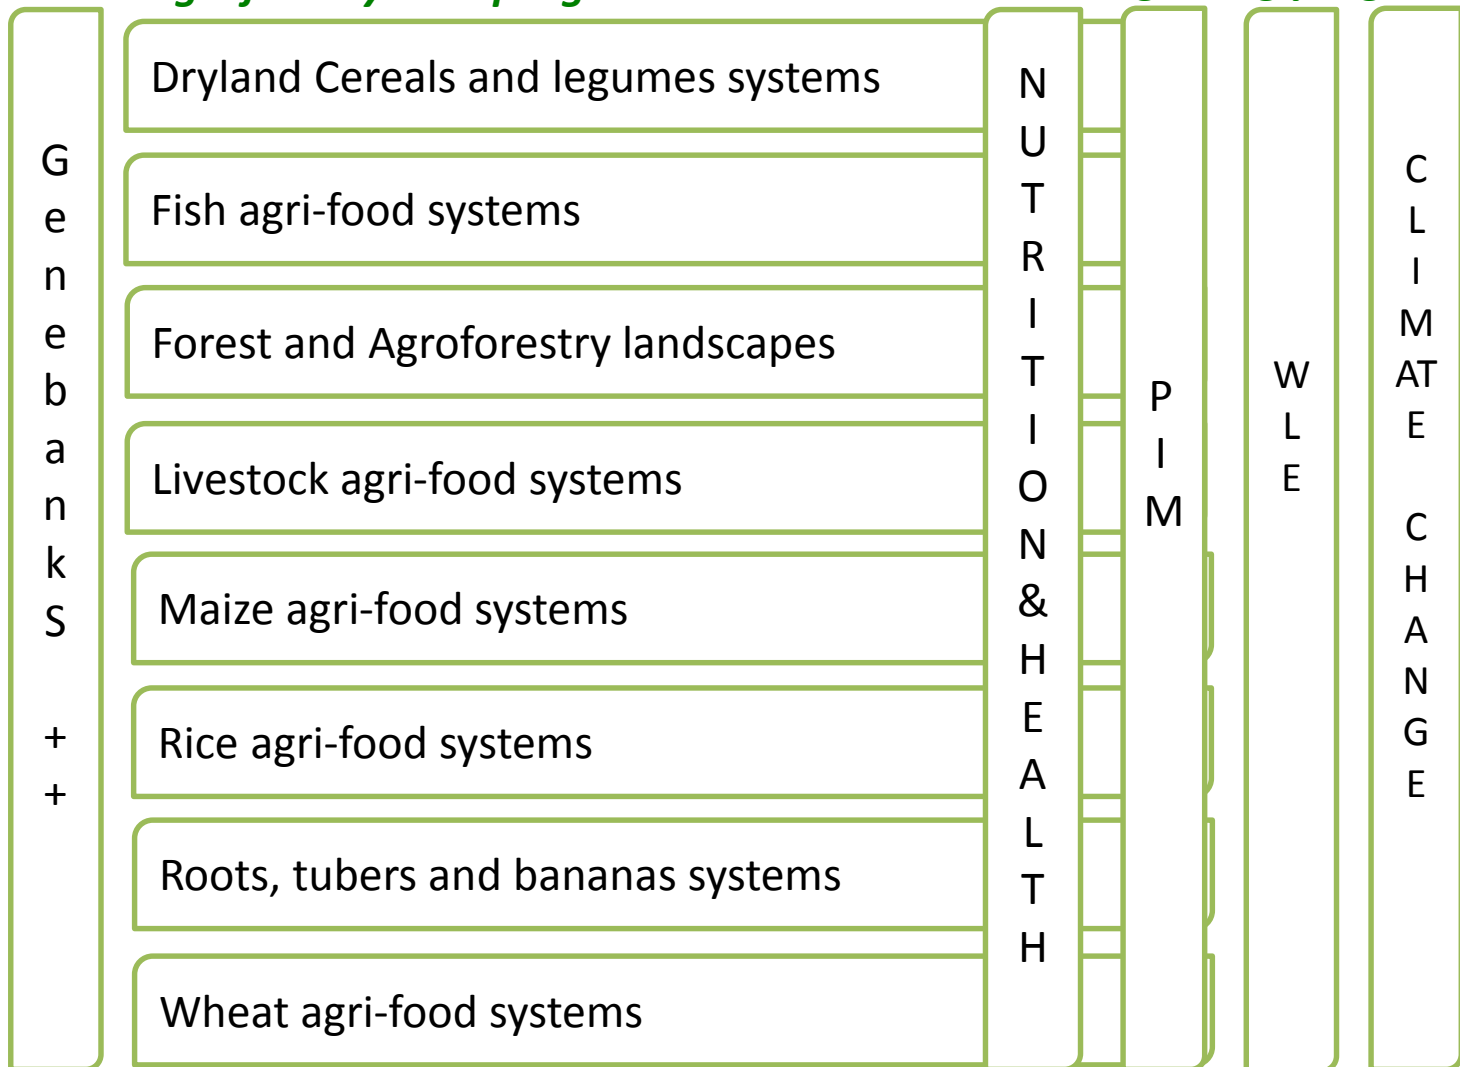 Genebanks ++
Dryland Cereals and legumes systems
Fish agri-food systems
Forest and Agroforestry landscapes
Livestock agri-food systems
Maize agri-food systems
Rice agri-food systems
Roots, tubers and bananas systems
Wheat agri-food systems
NUTRITION&HEALTH
PIM
WLE
CLIMATE CHANGE